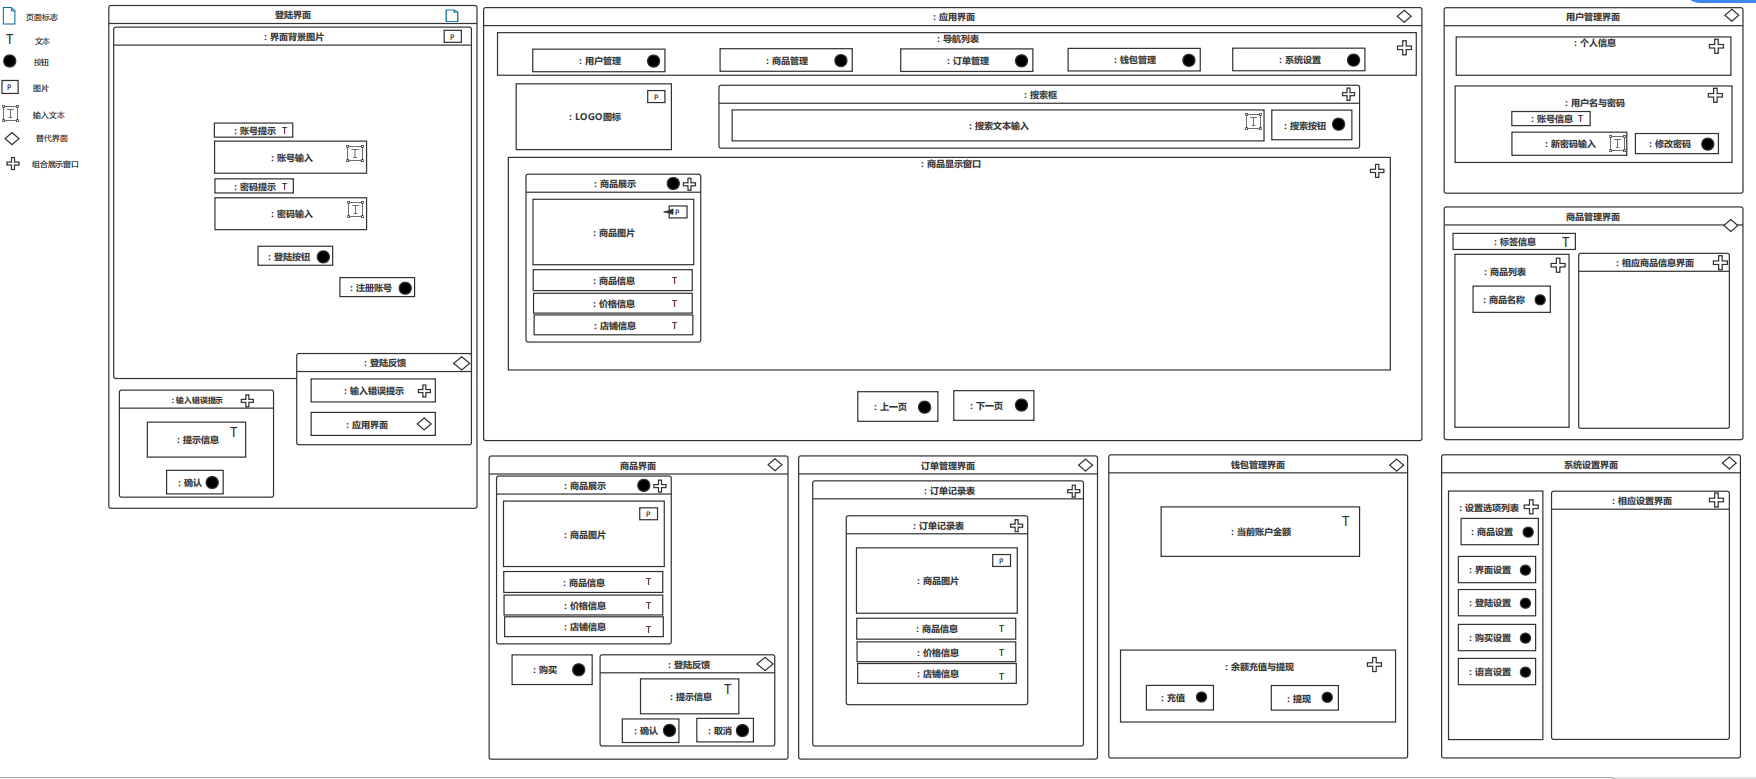 页面标志
T 文本
按钮
P 图片
T 输入文本
替代界面
组合展示窗口
登陆界面
: 界面背景图片 P
: 账号提示 T
: 账号输入 T
: 密码提示 T
: 密码输入 T
: 登陆按钮
: 注册账号
: 登陆反馈
: 输入错误提示
: 应用界面
: 输入错误提示
: 提示信息 T
: 确认
: 应用界面
: 导航列表
: 用户管理
: 商品管理
: 订单管理
: 钱包管理
: 系统设置
: LOGO图标 P
: 搜索框
: 搜索文本输入 T
: 搜索按钮
: 商品显示窗口
: 商品展示
: 商品图片 P
: 商品信息 T
: 价格信息 T
: 店铺信息 T
: 上一页
: 下一页
用户管理界面
: 个人信息
: 用户名与密码
: 账号信息 T
: 新密码输入 T
: 修改密码
商品管理界面
: 标签信息 T
: 商品列表
: 商品名称
: 相应商品信息界面
商品界面
: 商品展示
: 商品图片 P
: 商品信息 T
: 价格信息 T
: 店铺信息 T
: 购买
: 登陆反馈
: 提示信息 T
: 确认
: 取消
订单管理界面
: 订单记录表
: 订单记录表
: 商品图片 P
: 商品信息 T
: 价格信息 T
: 店铺信息 T
钱包管理界面
: 当前账户金额 T
: 余额充值与提现
: 充值
: 提现
系统设置界面
: 设置选项列表
: 商品设置
: 界面设置
: 登陆设置
: 购买设置
: 语言设置
: 相应设置界面